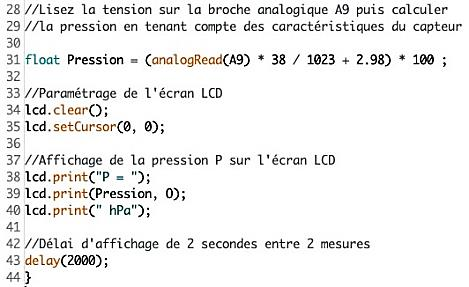 28 //Lisez la tension sur la broche analogique A9 puis calculer
29 //la pression en tenant compte des caractéristiques du capteur
30
31 float Pression = (analogRead(A9) * 38 / 1023 + 2.98) * 100 ;
32
33 //Paramétrage de l'écran LCD
34 lcd.clear();
35 lcd.setCursor(0, 0);
36
37 //Affichage de la pression P sur l'écran LCD
38 lcd.print("P = ");
39 lcd.print(Pression, 0);
40 lcd.print(" hPa");
41
42 //Délai d'affichage de 2 secondes entre 2 mesures
43 delay(2000);
44 }